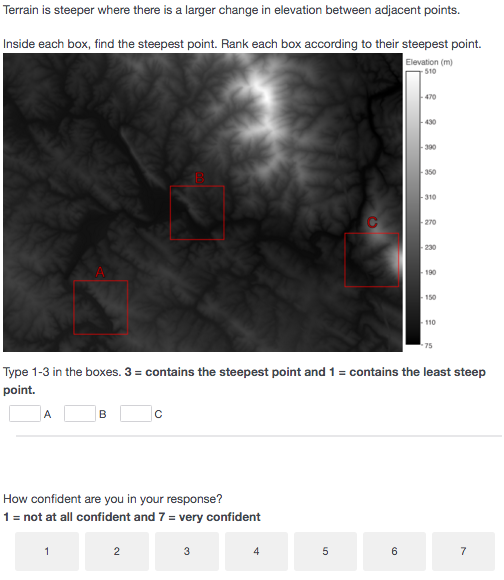 Terrain is steeper where there is a larger change in elevation between adjacent points.
Inside each box, find the steepest point. Rank each box according to their steepest point.
Elevation (m)
510
470
430
390
350
310
270
230
190
150
110
75
B
C
A
Type 1-3 in the boxes. 3 = contains the steepest point and 1 = contains the least steep
point.
A B C
How confident are you in your response?
1 = not at all confident and 7 = very confident
1 2 3 4 5 6 7